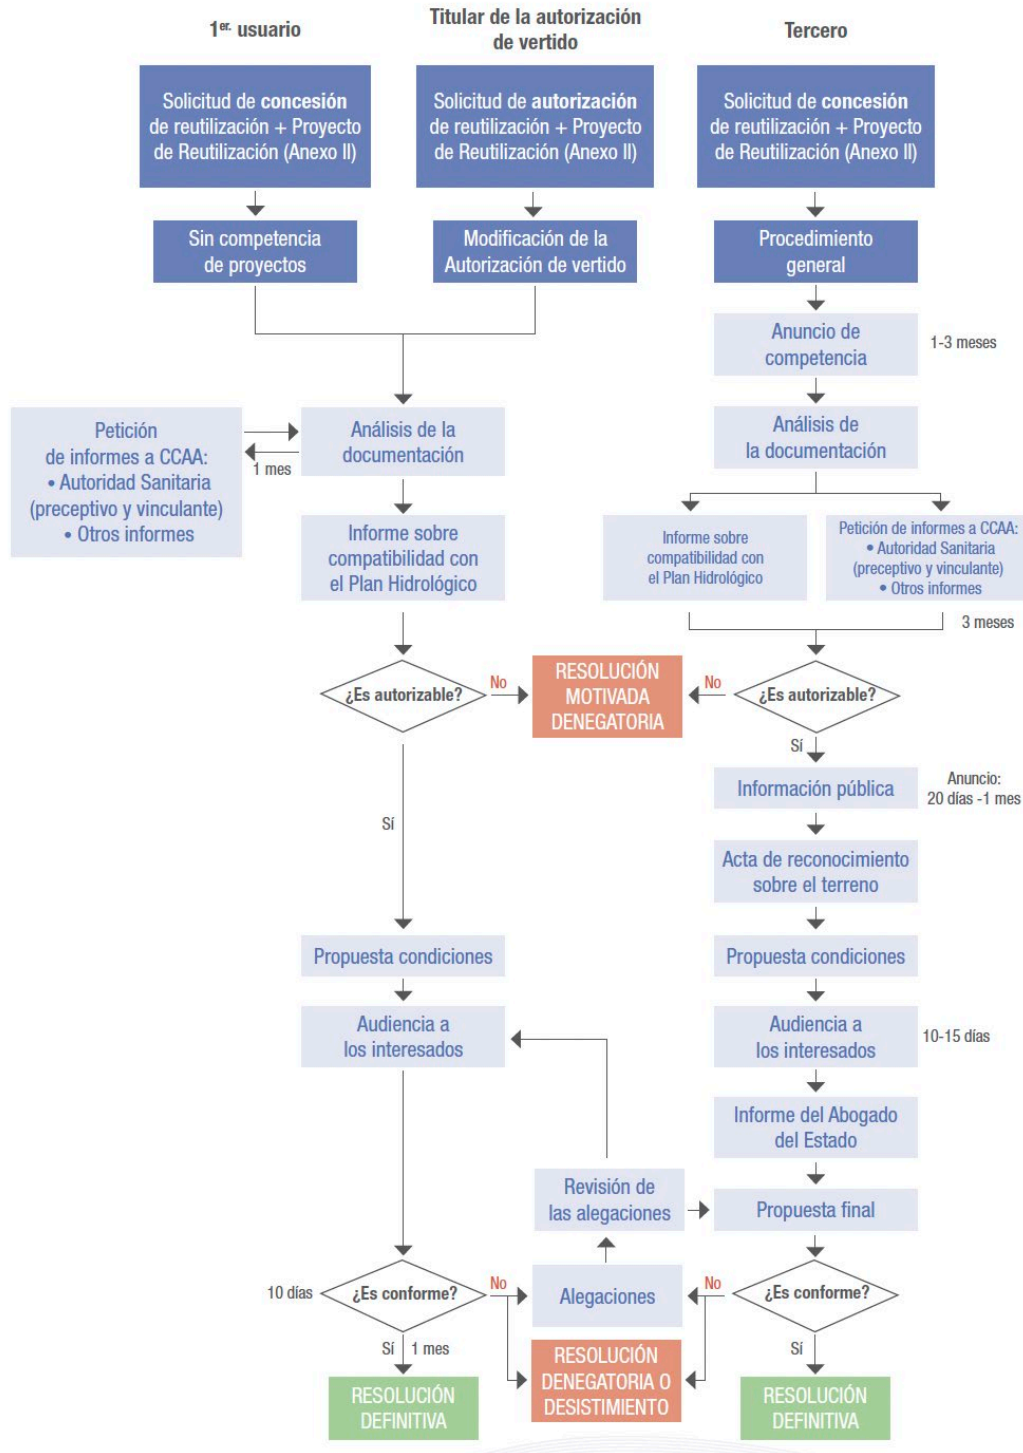 1er. usuario
Titular de la autorización
de vertido
Tercero
Solicitud de concesión
de reutilización + Proyecto
de Reutilización (Anexo II)
Solicitud de autorización
de reutilización + Proyecto
de Reutilización (Anexo II)
Solicitud de concesión
de reutilización + Proyecto
de Reutilización (Anexo II)
Sin competencia
de proyectos
Modificación de la
Autorización de vertido
Procedimiento
general
Anuncio de
competencia
1-3 meses
Petición
de informes a CCAA:
• Autoridad Sanitaria
(preceptivo y vinculante)
• Otros informes
1 mes
Análisis de la
documentación
Análisis de
la documentación
Informe sobre
compatibilidad con
el Plan Hidrológico
Informe sobre
compatibilidad con
el Plan Hidrológico
Petición de informes a CCAA:
• Autoridad Sanitaria
(preceptivo y vinculante)
• Otros informes
3 meses
¿Es autorizable?
No
RESOLUCIÓN
MOTIVADA
DENEGATORIA
No
¿Es autorizable?
Sí
Sí
Información pública
Anuncio:
20 días -1 mes
Acta de reconocimiento
sobre el terreno
Propuesta condiciones
Propuesta condiciones
Audiencia a
los interesados
Audiencia a
los interesados
10-15 días
Informe del Abogado
del Estado
Revisión de
las alegaciones
Propuesta final
10 días
¿Es conforme?
No
Alegaciones
No
¿Es conforme?
Sí
1 mes
RESOLUCIÓN
DENEGATORIA O
DESISTIMIENTO
Sí
RESOLUCIÓN
DEFINITIVA
RESOLUCIÓN
DEFINITIVA